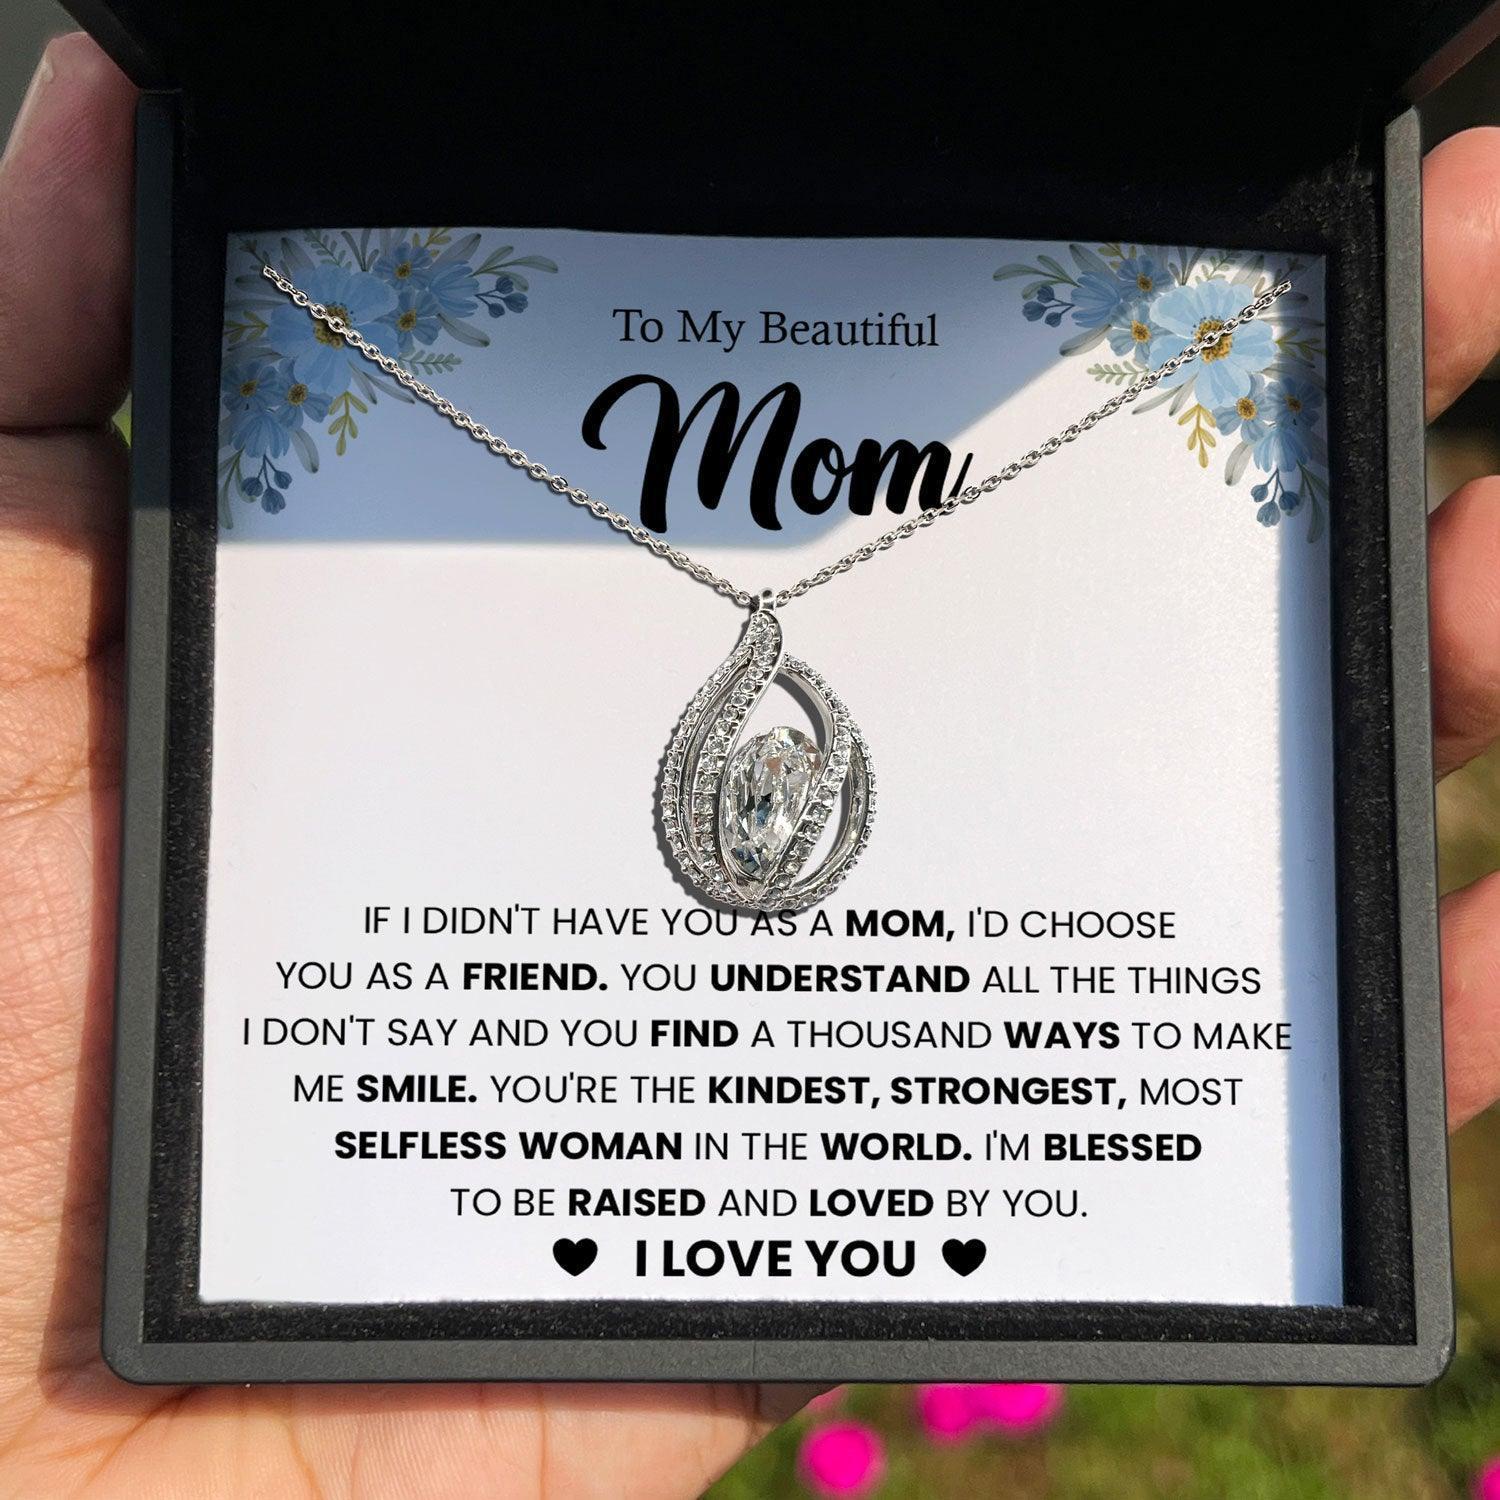 To My Beautiful
Mom,
IF I DIDN'T HAVE YOU AS A MOM, I'D CHOOSE
YOU AS A FRIEND. YOU UNDERSTAND ALL THE THINGS
I DON'T SAY AND YOU FIND A THOUSAND WAYS TO MAKE
ME SMILE. YOU'RE THE KINDEST, STRONGEST, MOST
SELFLESS WOMAN IN THE WORLD. I'M BLESSED
TO BE RAISED AND LOVED BY YOU.
♥ I LOVE YOU ♥